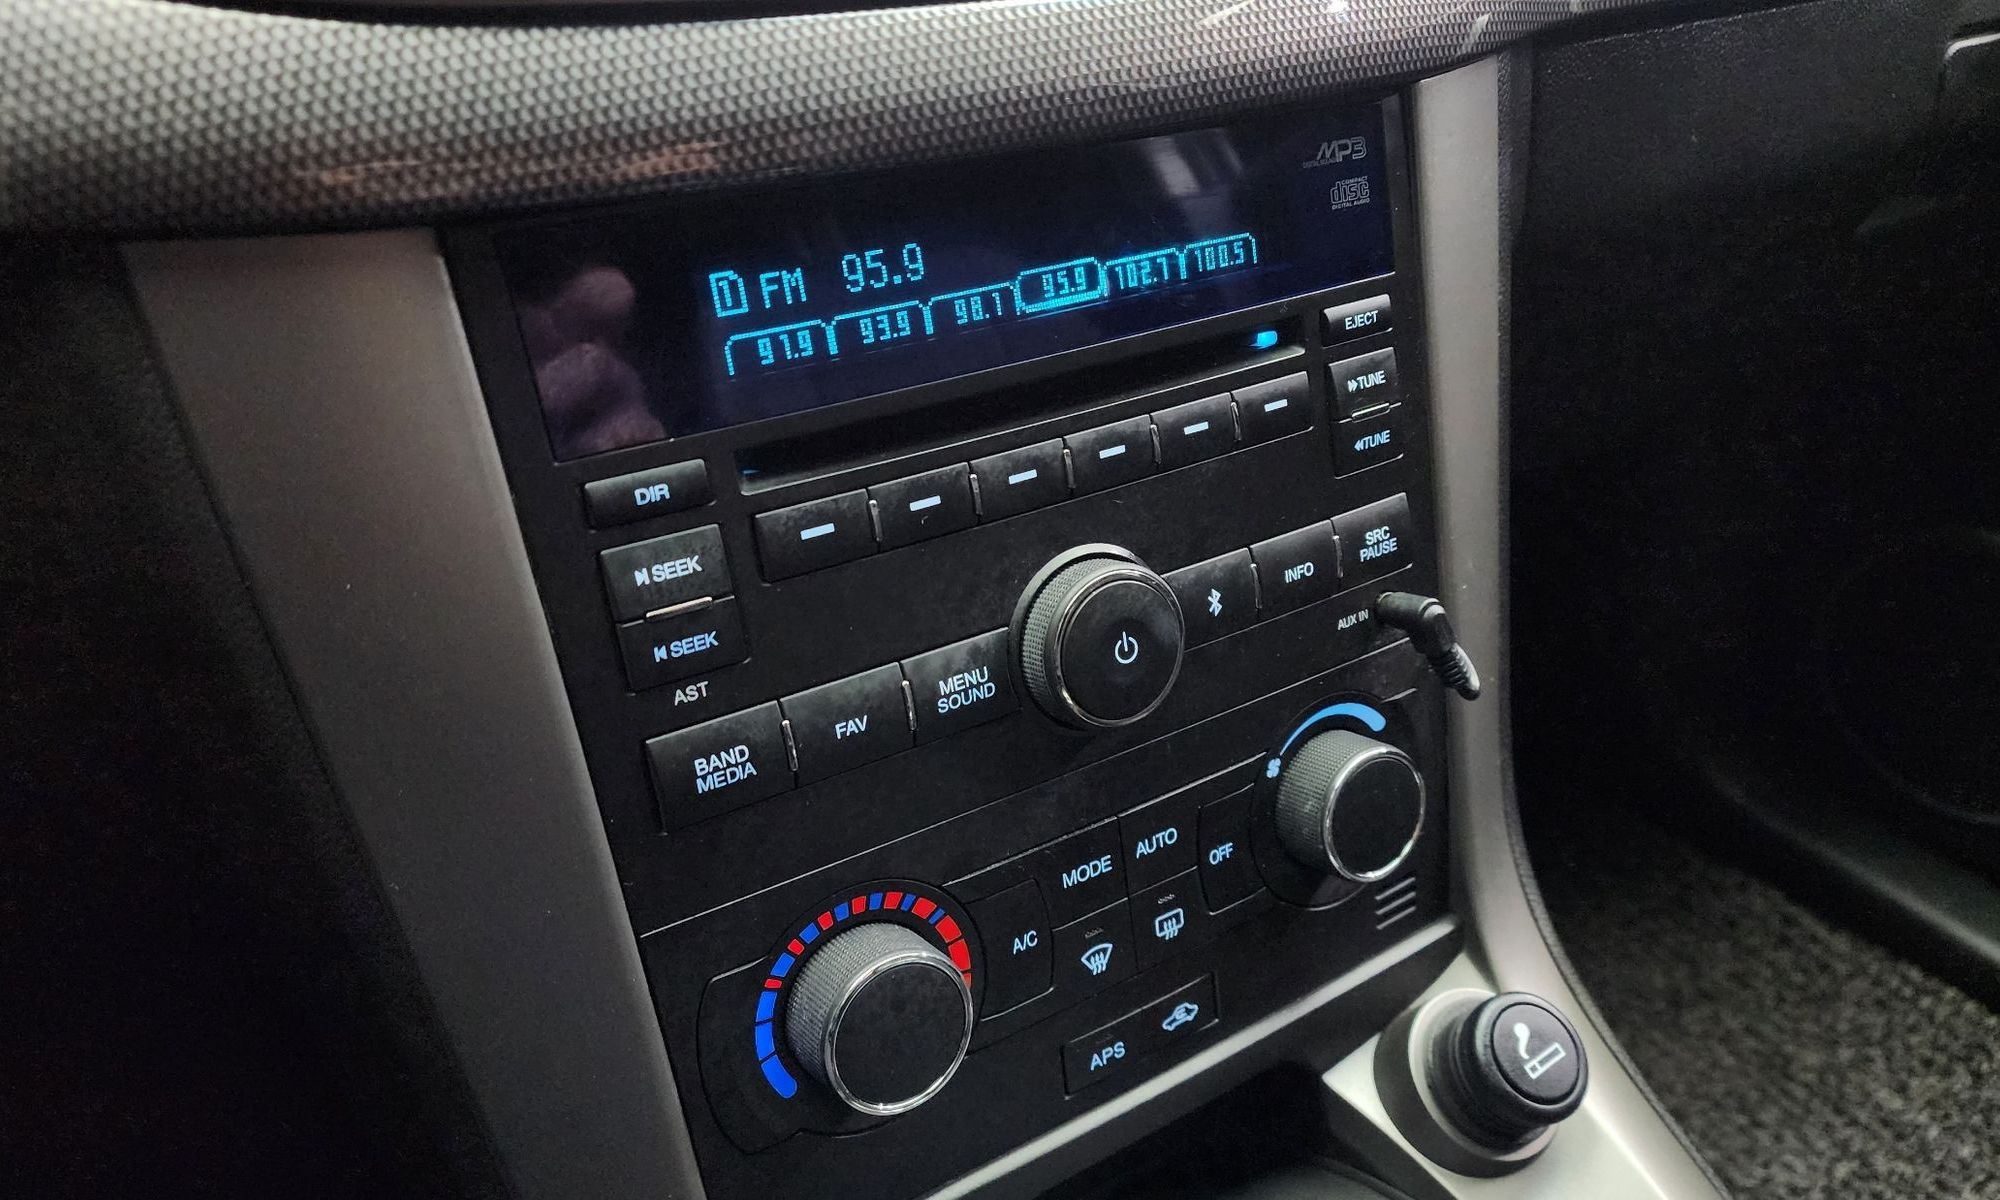 MP3
COMPACT
disc
DIGITAL AUDIO
1 FM 95.9
91.9 93.9 98.1 95.9 102.7 100.5
EJECT
TUNE
TUNE
DIR
SEEK
SEEK
AST
SRC
PAUSE
INFO
AUX IN
MENU
SOUND
FAV
BAND
MEDIA
AUTO
OFF
MODE
A/C
APS